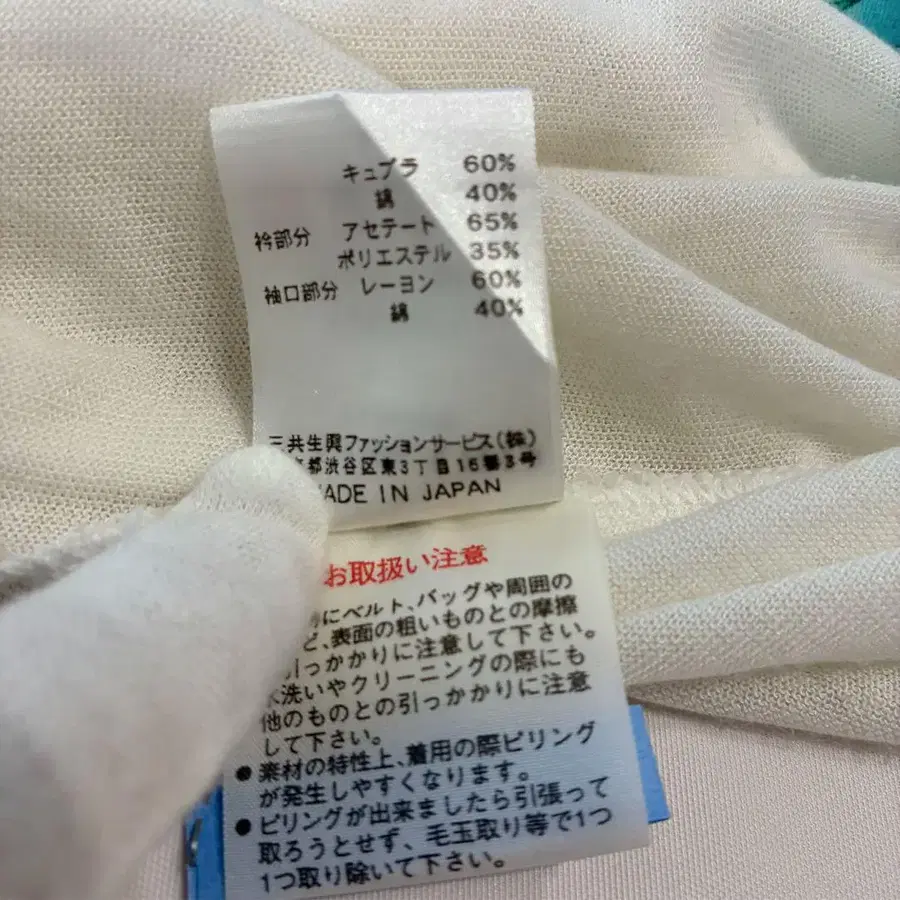 キュプラ 60%
綿 40%
衿部分 アセテート 65%
ポリエステル 35%
袖口部分 レーヨン 60%
綿 40%
三共生興ファッションサービス(株)
都渋谷区東3丁目16番3号
MADE IN JAPAN
お取扱い注意
にベルト、バッグや周囲の
ど、表面の粗いものとの摩擦
引っかかりに注意して下さい。
水洗いやクリーニングの際にも
他のものとの引っかかりに注意
して下さい。
● 素材の特性上、着用の際ピリング
が発生しやすくなります。
● ピリングが出来ましたら引張って
取ろうとせず、毛玉取り等で1つ
1つ取り除いて下さい。